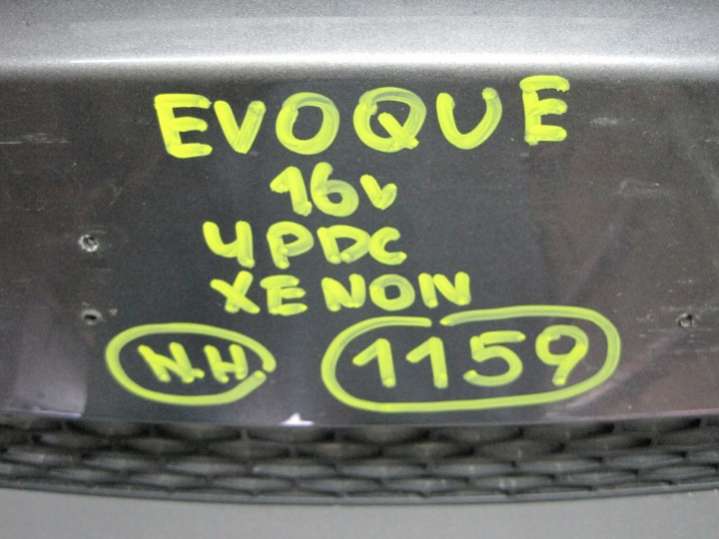 EVOQUE
16v
4PDC
XENON
N.H. 1159